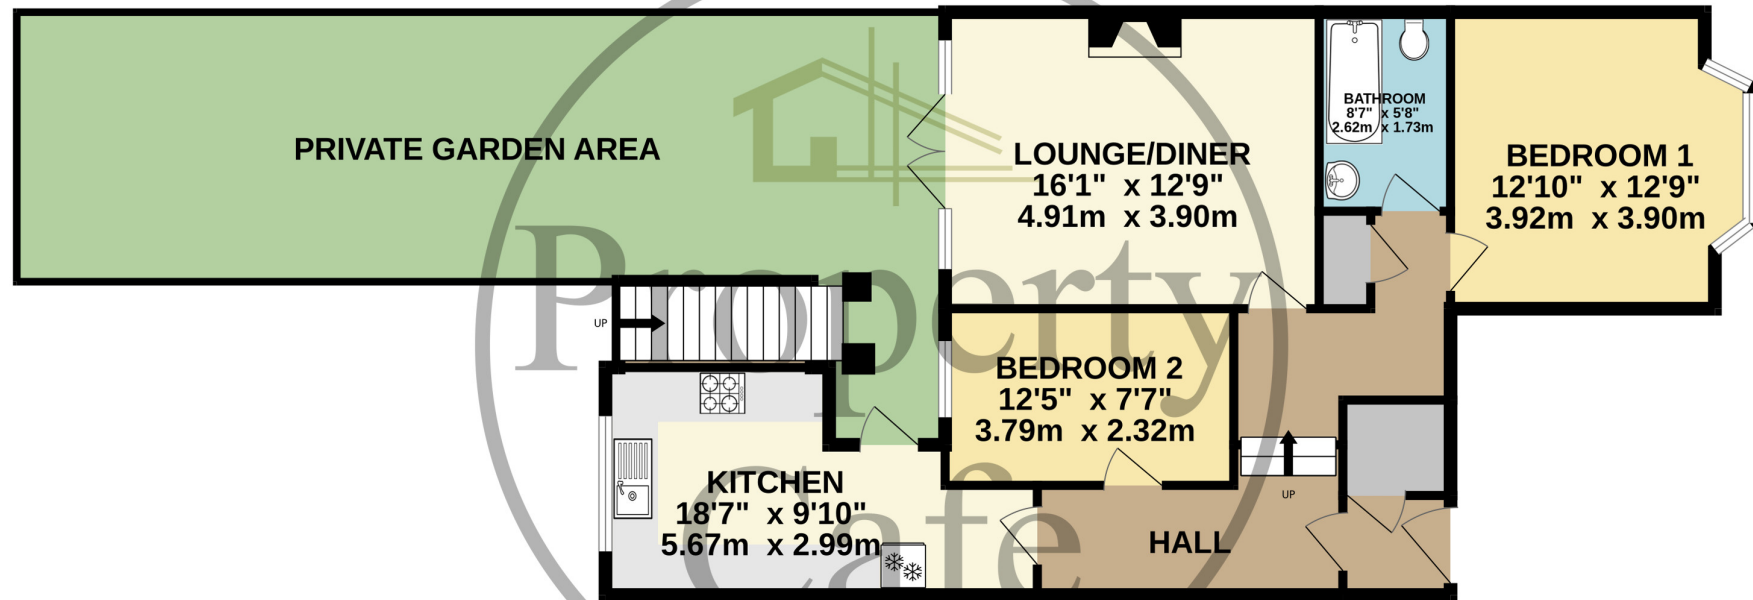 PRIVATE GARDEN AREA
LOUNGE/DINER
16'1" x 12'9"
4.91m x 3.90m
BATHROOM
8'7" x 5'8"
2.62m x 1.73m
BEDROOM 1
12'10" x 12'9"
3.92m x 3.90m
UP
BEDROOM 2
12'5" x 7'7"
3.79m x 2.32m
KITCHEN
18'7" x 9'10"
5.67m x 2.99m
UP
HALL
Property
Cafe